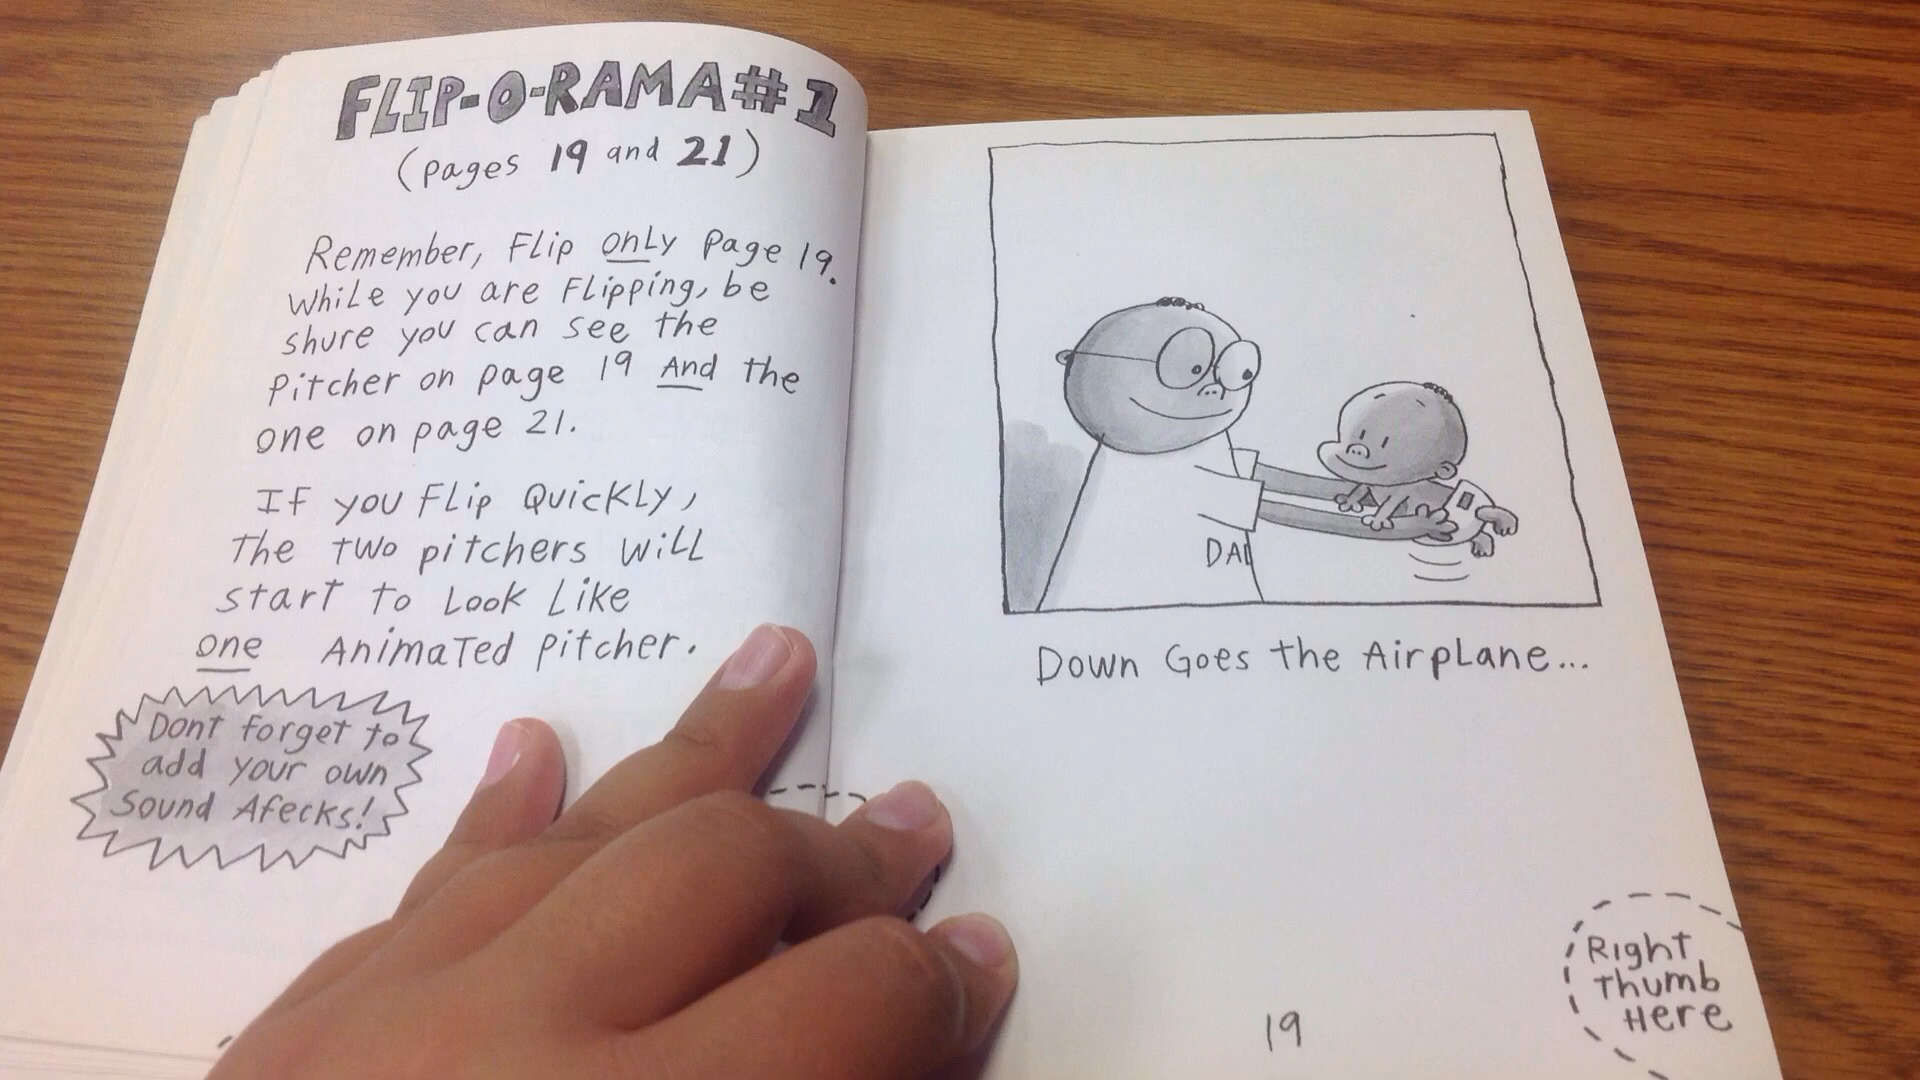 FLIP-O-RAMA #1
(pages 19 and 21)
Remember, Flip only page 19.
While you are Flipping, be
shure you can see the
pitcher on page 19 And the
one on page 21.
If you Flip Quickly,
the two pitchers will
start to Look Like
one Animated pitcher.
Dont forget to
add your own
Sound Afecks!
DAD
Down Goes the Airplane...
Right
Thumb
Here
19